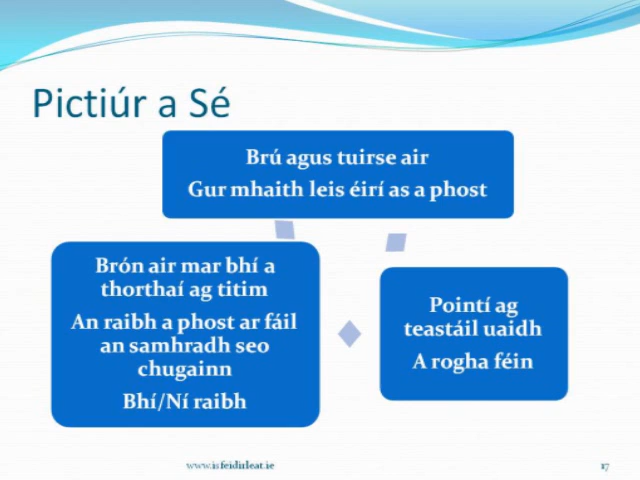 Pictiúr a Sé
Brú agus tuirse air
Gur mhaith leis éirí as a phost
Brón air mar bhí a
thorthaí ag titim
An raibh a phost ar fáil
an samhradh seo
chugainn
Bhí/Ní raibh
Pointí ag
teastáil uaidh
A rogha féin
www.isfeidirleat.ie
17